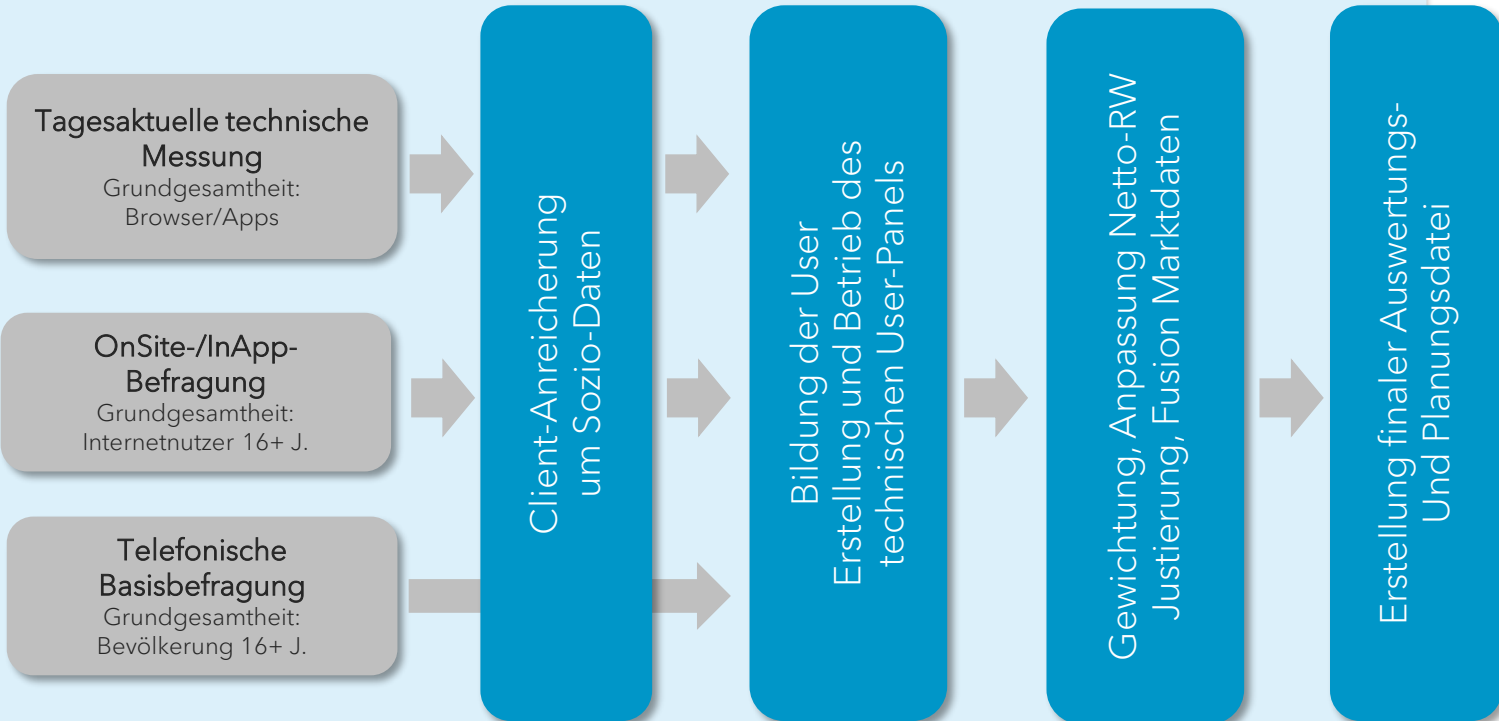 Tagesaktuelle technische
Messung
Grundgesamtheit:
Browser/Apps
OnSite-/InApp-
Befragung
Grundgesamtheit:
Internetnutzer 16+ J.
Telefonische
Basisbefragung
Grundgesamtheit:
Bevölkerung 16+ J.
Client-Anreicherung
um Sozio-Daten
Bildung der User
Erstellung und Betrieb des
technischen User-Panels
Gewichtung, Anpassung Netto-RW
Justierung, Fusion Marktdaten
Erstellung finaler Auswertungs-
Und Planungsdatei